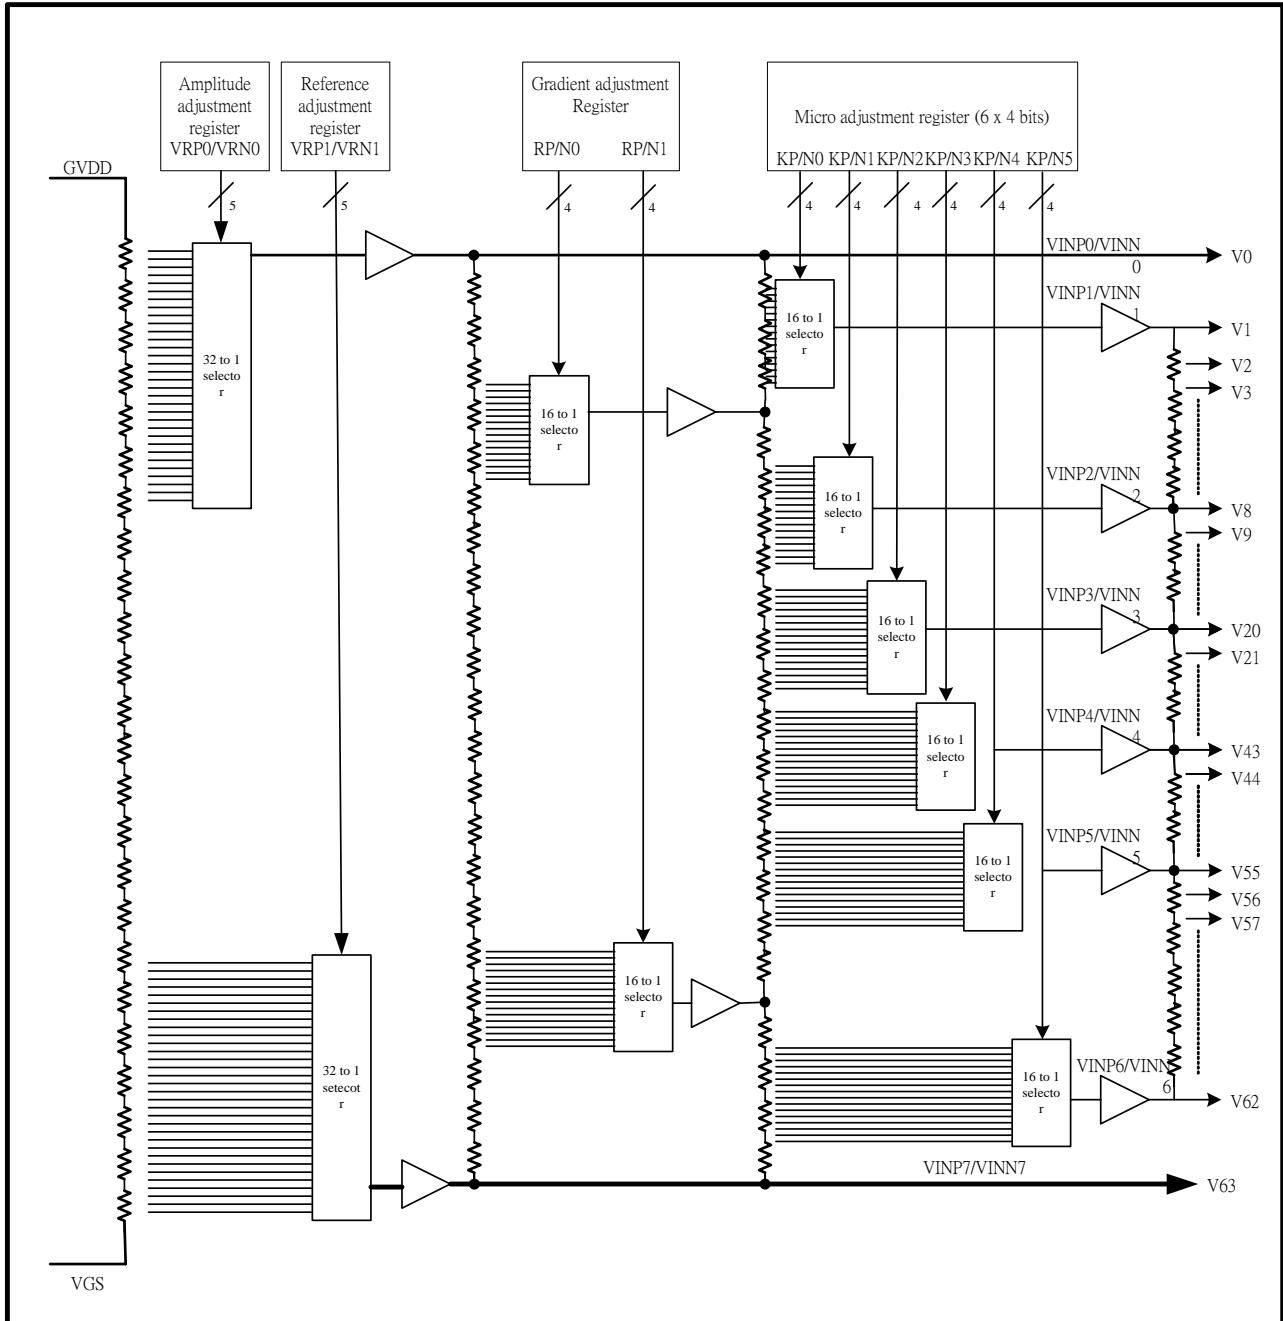 Amplitude
adjustment
register
VRP0/VRN0
Reference
adjustment
register
VRP1/VRN1
Gradient adjustment
Register
RP/N0 RP/N1
Micro adjustment register (6 x 4 bits)
KP/N0 KP/N1 KP/N2 KP/N3 KP/N4 KP/N5
GVDD
5
5
4
4
4
4
4
4
4
4
VINP0/VINN
0
V0
VINP1/VINN
1
V1
16 to 1
selecto
r
V2
V3
32 to 1
selecto
r
16 to 1
selecto
r
VINP2/VINN
2
V8
16 to 1
selecto
r
V9
VINP3/VINN
3
V20
16 to 1
selecto
r
V21
VINP4/VINN
4
V43
16 to 1
selecto
r
V44
VINP5/VINN
5
V55
16 to 1
selecto
r
V56
V57
16 to 1
selecto
r
32 to 1
setecotr
r
VINP6/VINN
6
V62
16 to 1
selecto
r
VINP7/VINN7
V63
VGS